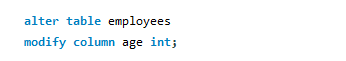 alter table employees
modify column age int;